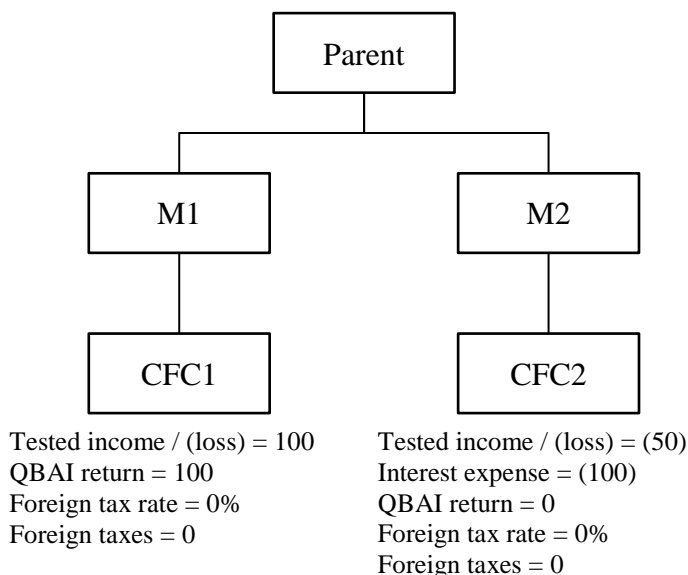 Parent
M1
M2
CFC1
CFC2
Tested income / (loss) = 100
QBAI return = 100
Foreign tax rate = 0%
Foreign taxes = 0
Tested income / (loss) = (50)
Interest expense = (100)
QBAI return = 0
Foreign tax rate = 0%
Foreign taxes = 0